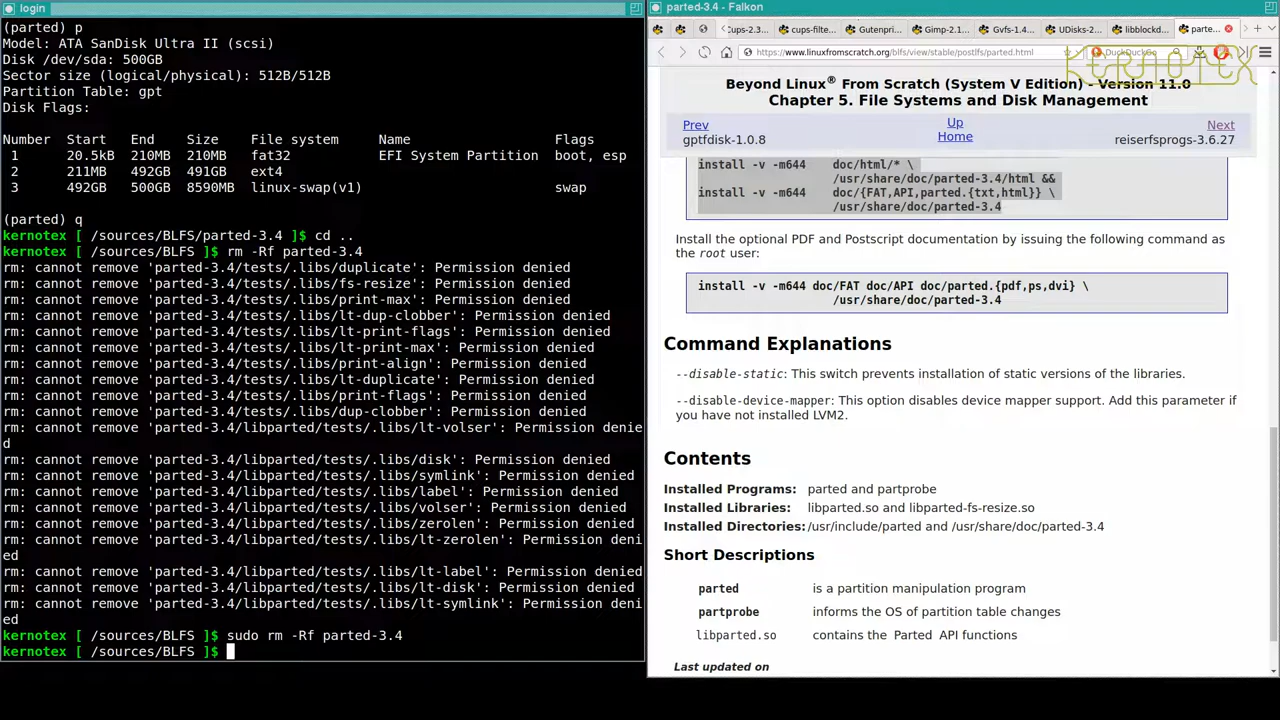 login
(parted) p
Model: ATA SanDisk Ultra II (scsi)
Disk /dev/sda: 500GB
Sector size (logical/physical): 512B/512B
Partition Table: gpt
Disk Flags:
Number  Start   End    Size    File system     Name                  Flags
1      20.5kB  210MB  210MB   fat32           EFI System Partition  boot, esp
2      211MB   492GB  491GB   ext4
3      492GB   500GB  8590MB  linux-swap(v1)                        swap
(parted) q
kernotex [ /sources/BLFS/parted-3.4 ]$ cd ..
kernotex [ /sources/BLFS ]$ rm -Rf parted-3.4
rm: cannot remove 'parted-3.4/tests/.libs/duplicate': Permission denied
rm: cannot remove 'parted-3.4/tests/.libs/fs-resize': Permission denied
rm: cannot remove 'parted-3.4/tests/.libs/print-max': Permission denied
rm: cannot remove 'parted-3.4/tests/.libs/lt-dup-clobber': Permission denied
rm: cannot remove 'parted-3.4/tests/.libs/lt-print-flags': Permission denied
rm: cannot remove 'parted-3.4/tests/.libs/lt-print-max': Permission denied
rm: cannot remove 'parted-3.4/tests/.libs/print-align': Permission denied
rm: cannot remove 'parted-3.4/tests/.libs/lt-duplicate': Permission denied
rm: cannot remove 'parted-3.4/tests/.libs/print-flags': Permission denied
rm: cannot remove 'parted-3.4/tests/.libs/dup-clobber': Permission denied
rm: cannot remove 'parted-3.4/libparted/tests/.libs/lt-volser': Permission denie
d
rm: cannot remove 'parted-3.4/libparted/tests/.libs/disk': Permission denied
rm: cannot remove 'parted-3.4/libparted/tests/.libs/symlink': Permission denied
rm: cannot remove 'parted-3.4/libparted/tests/.libs/label': Permission denied
rm: cannot remove 'parted-3.4/libparted/tests/.libs/volser': Permission denied
rm: cannot remove 'parted-3.4/libparted/tests/.libs/zerolen': Permission denied
rm: cannot remove 'parted-3.4/libparted/tests/.libs/lt-zerolen': Permission deni
ed
rm: cannot remove 'parted-3.4/libparted/tests/.libs/lt-label': Permission denied
rm: cannot remove 'parted-3.4/libparted/tests/.libs/lt-disk': Permission denied
rm: cannot remove 'parted-3.4/libparted/tests/.libs/lt-symlink': Permission deni
ed
kernotex [ /sources/BLFS ]$ sudo rm -Rf parted-3.4
kernotex [ /sources/BLFS ]$
parted-3.4 - Falkon
Cups-2.3... cups-filte... Gutenpri... Gimp-2.1... Gvfs-1.4... UDisks-2... libblockd... parte...
https://www.linuxfromscratch.org/blfs/view/stable/postlfs/parted.html DuckDuckGo
KERNOTEX
Beyond Linux® From Scratch (System V Edition) - Version 11.0
Chapter 5. File Systems and Disk Management
Prev Up Next
gptfdisk-1.0.8 Home reiserfsprogs-3.6.27
install -v -m644 doc/html/* \
/usr/share/doc/parted-3.4/html &&
install -v -m644 doc/{FAT,API,parted.{txt,html}} \
/usr/share/doc/parted-3.4
Install the optional PDF and Postscript documentation by issuing the following command as
the root user:
install -v -m644 doc/FAT doc/API doc/parted.{pdf,ps,dvi} \
/usr/share/doc/parted-3.4
Command Explanations
--disable-static: This switch prevents installation of static versions of the libraries.
--disable-device-mapper: This option disables device mapper support. Add this parameter if
you have not installed LVM2.
Contents
Installed Programs: parted and partprobe
Installed Libraries: libparted.so and libparted-fs-resize.so
Installed Directories: /usr/include/parted and /usr/share/doc/parted-3.4
Short Descriptions
parted is a partition manipulation program
partprobe informs the OS of partition table changes
libparted.so contains the Parted API functions
Last updated on